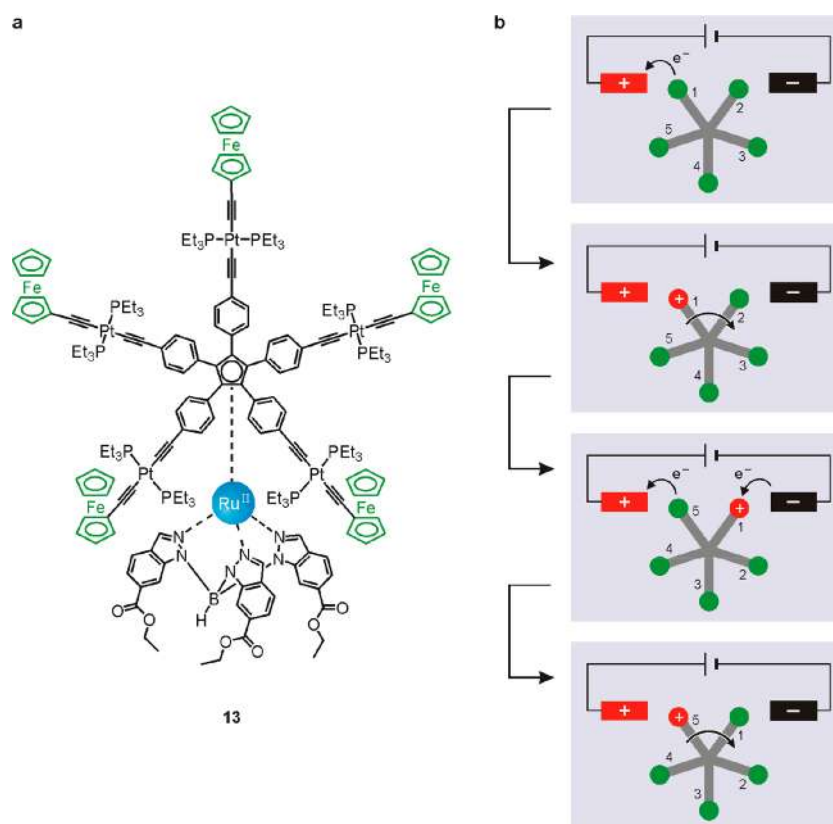 a
b
Fe
Et₃P Pt PEt₃
Fe
PEt₃
Pt
Et₃P
Fe
Et₃P
Pt
PEt₃
Et₃P
Pt
PEt₃
Fe
PEt₃
Pt
Et₃P
Fe
Ru^II
N
N
N
N
N
N
B
H
O
O
O
O
O
O
13
+ e⁻ −
1
2
5
3
4
+ + −
1
2
5
3
4
e⁻ e⁻
+ + −
5
1
4
2
3
+ + −
5
1
4
2
3